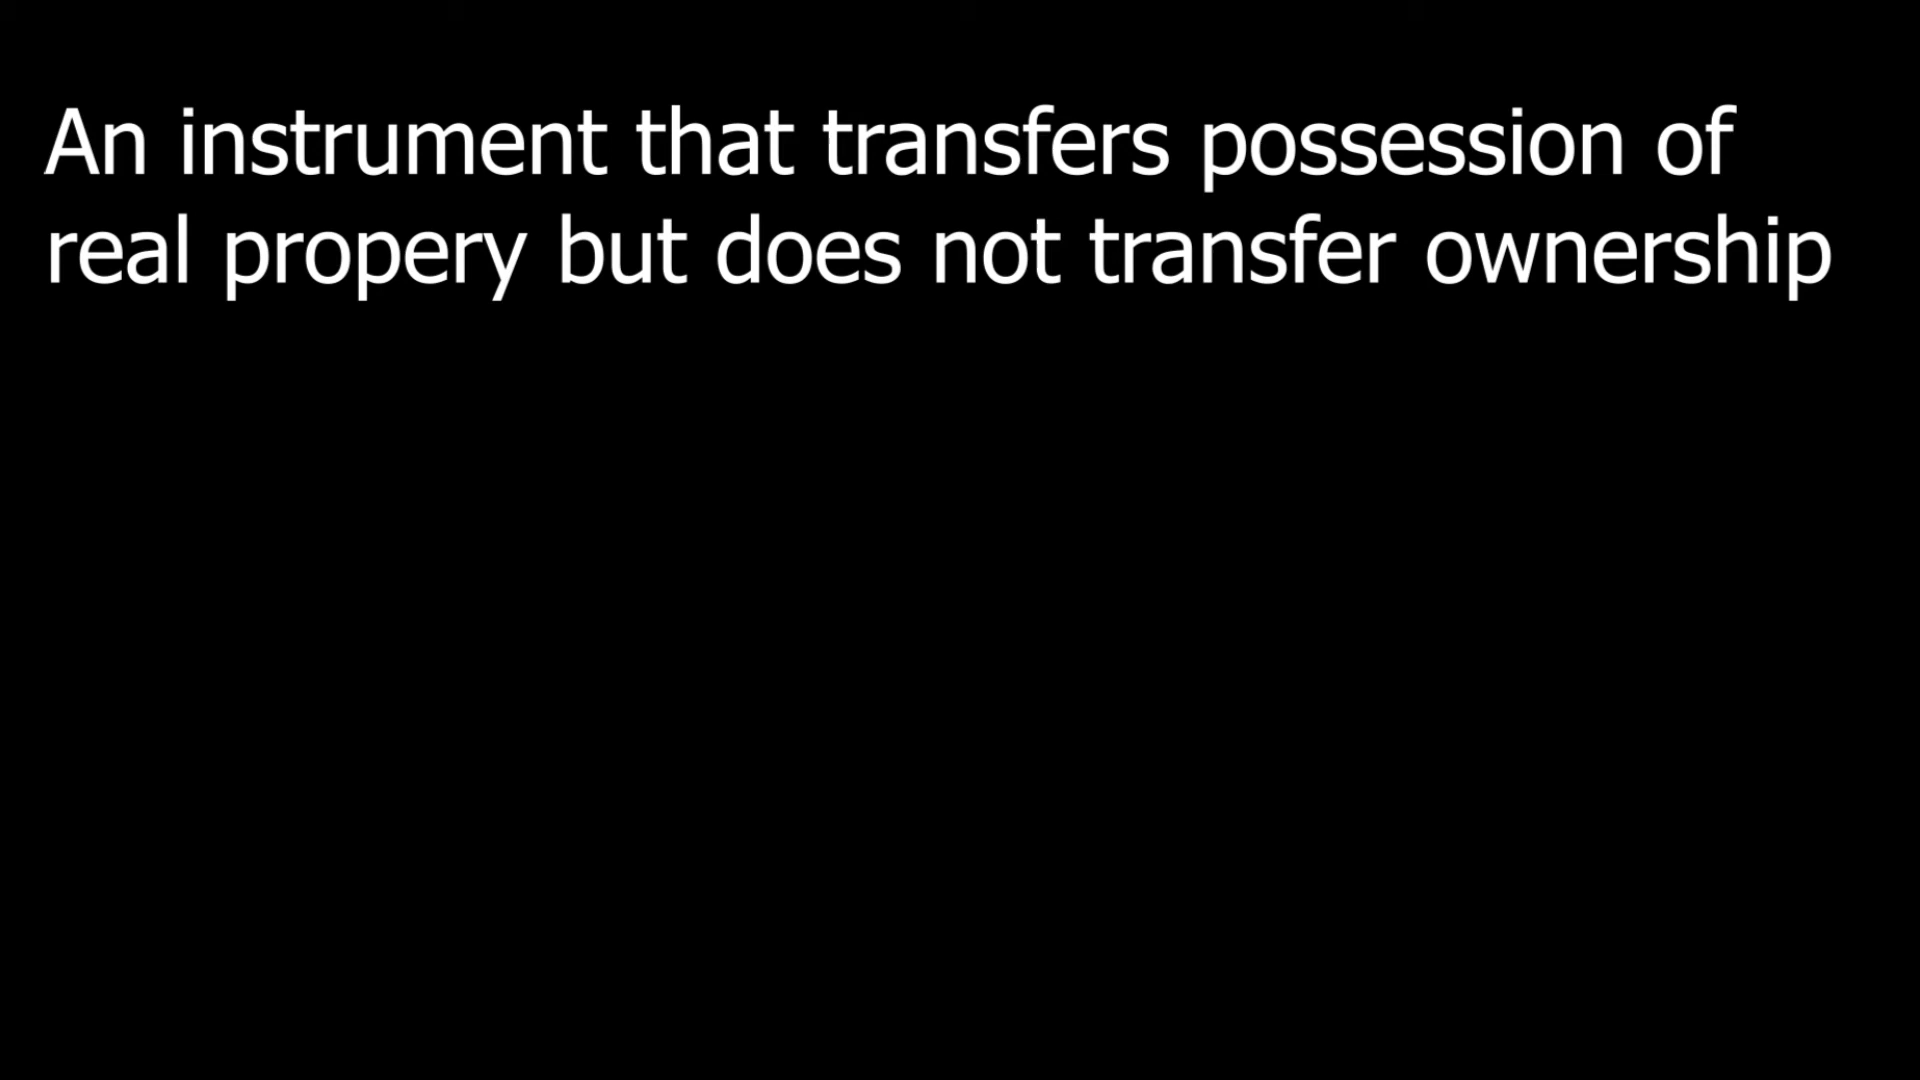 An instrument that transfers possession of
real propery but does not transfer ownership